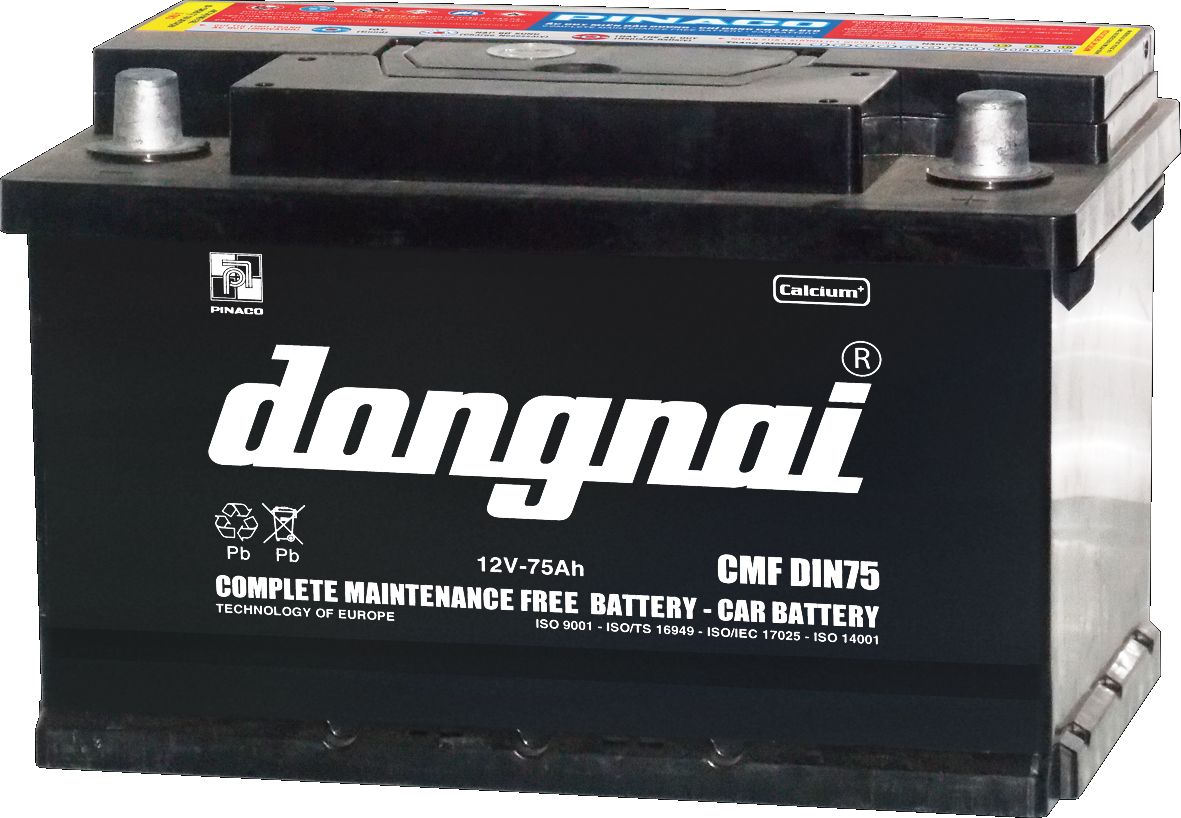 PINACO
PINACO
Calcium+
dongnai®
Pb
Pb
12V-75Ah
CMF DIN75
COMPLETE MAINTENANCE FREE BATTERY - CAR BATTERY
TECHNOLOGY OF EUROPE
ISO 9001 - ISO/TS 16949 - ISO/IEC 17025 - ISO 14001